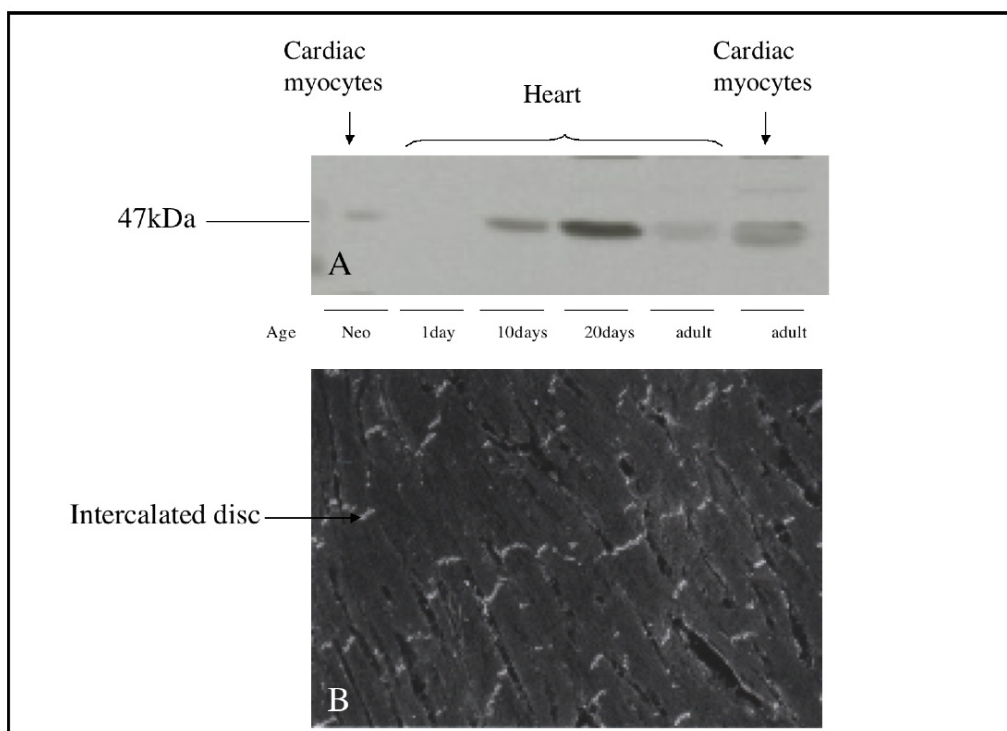 Cardiac
myocytes
Heart
Cardiac
myocytes
47kDa
A
Age Neo 1day 10days 20days adult adult
Intercalated disc
B